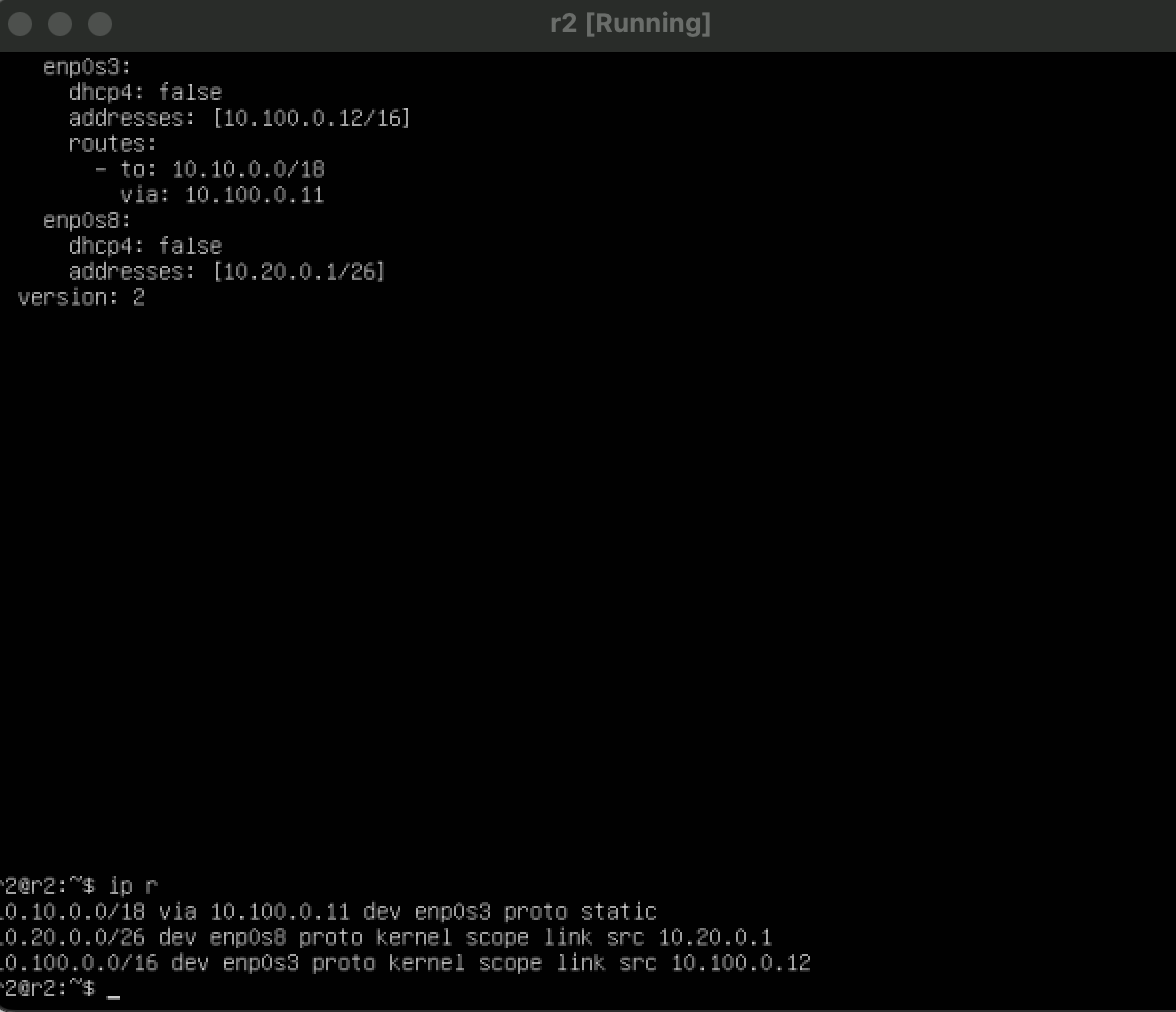 r2 [Running]
    enp0s3:
      dhcp4: false
      addresses: [10.100.0.12/16]
      routes:
        - to: 10.10.0.0/18
          via: 10.100.0.11
    enp0s8:
      dhcp4: false
      addresses: [10.20.0.1/26]
  version: 2
r2@r2:~$ ip r
10.10.0.0/18 via 10.100.0.11 dev enp0s3 proto static
10.20.0.0/26 dev enp0s8 proto kernel scope link src 10.20.0.1
10.100.0.0/16 dev enp0s3 proto kernel scope link src 10.100.0.12
r2@r2:~$ _